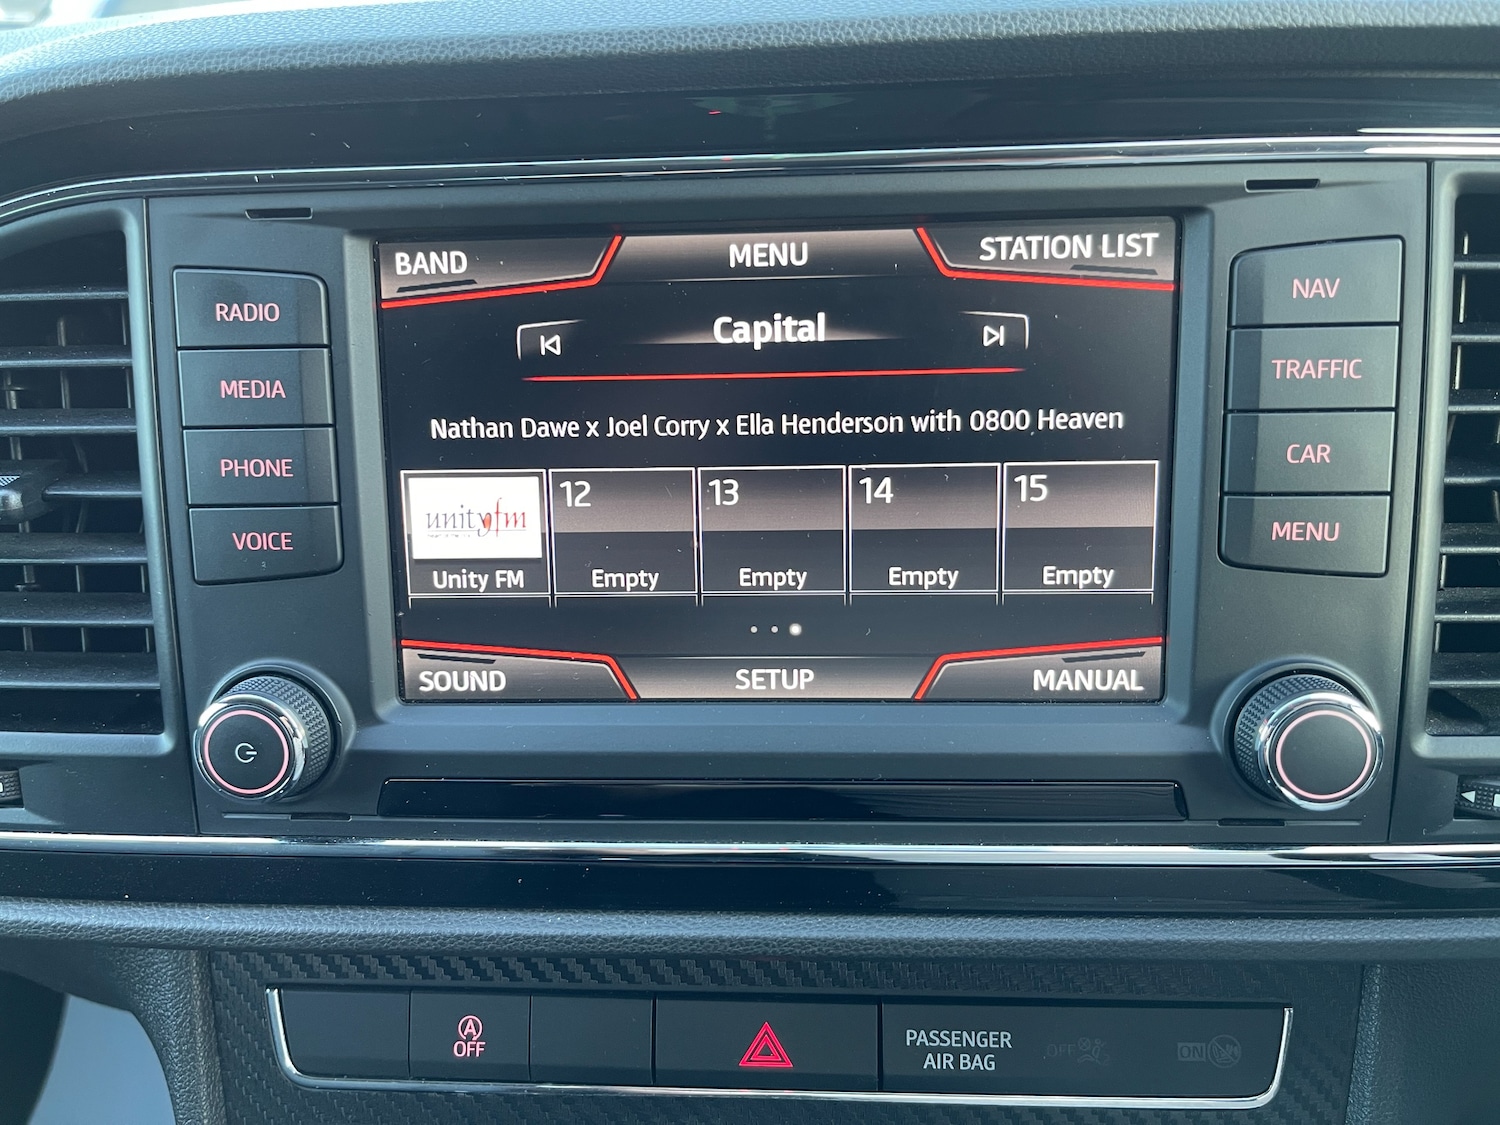 BAND
MENU
STATION LIST
Capital
Nathan Dawe x Joel Corry x Ella Henderson with 0800 Heaven
unityfm
Unity FM
12
Empty
13
Empty
14
Empty
15
Empty
SOUND
SETUP
MANUAL
RADIO
MEDIA
PHONE
VOICE
NAV
TRAFFIC
CAR
MENU
A
OFF
PASSENGER
AIR BAG
OFF
ON